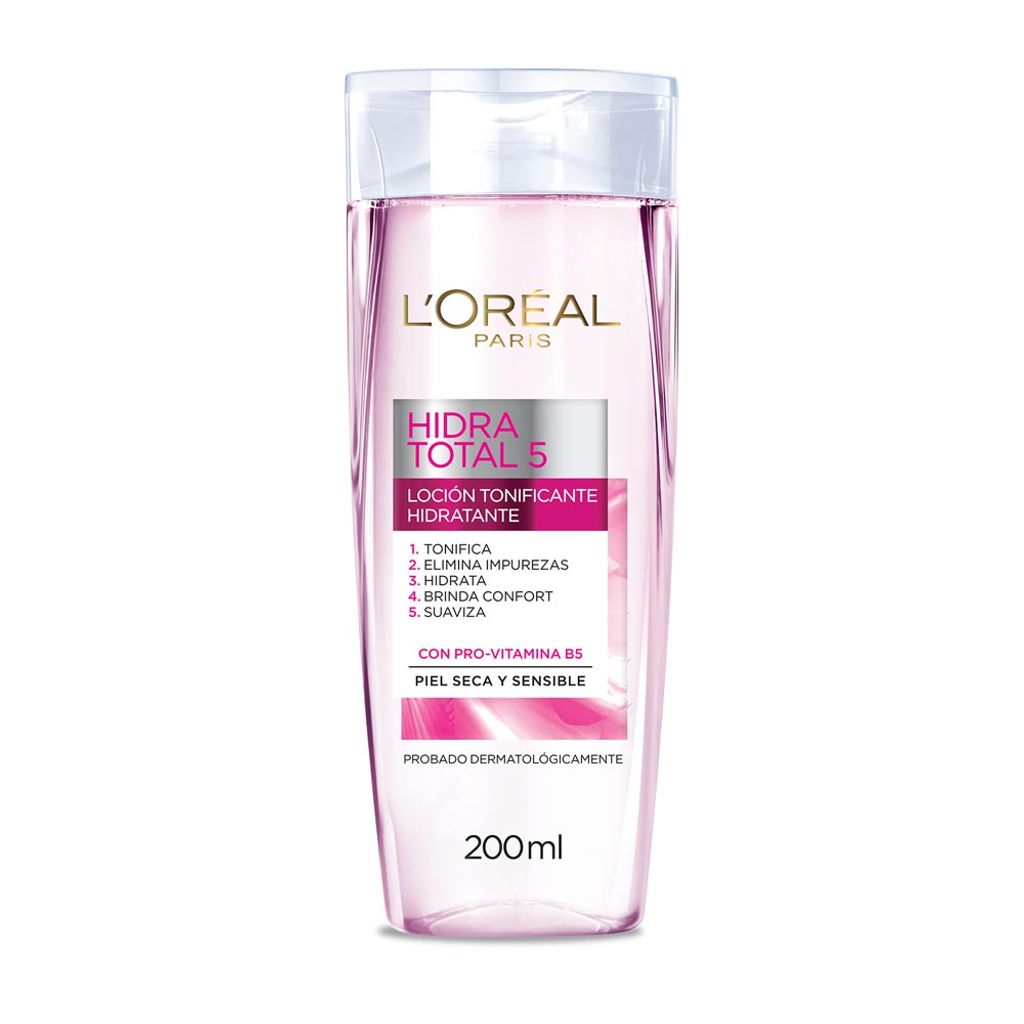 L'ORÉAL
PARiS
HIDRA
TOTAL 5
LOCIÓN TONIFICANTE
HIDRATANTE
1. TONIFICA
2. ELIMINA IMPUREZAS
3. HIDRATA
4. BRINDA CONFORT
5. SUAVIZA
CON PRO-VITAMINA B5
PIEL SECA Y SENSIBLE
PROBADO DERMATOLÓGICAMENTE
200ml